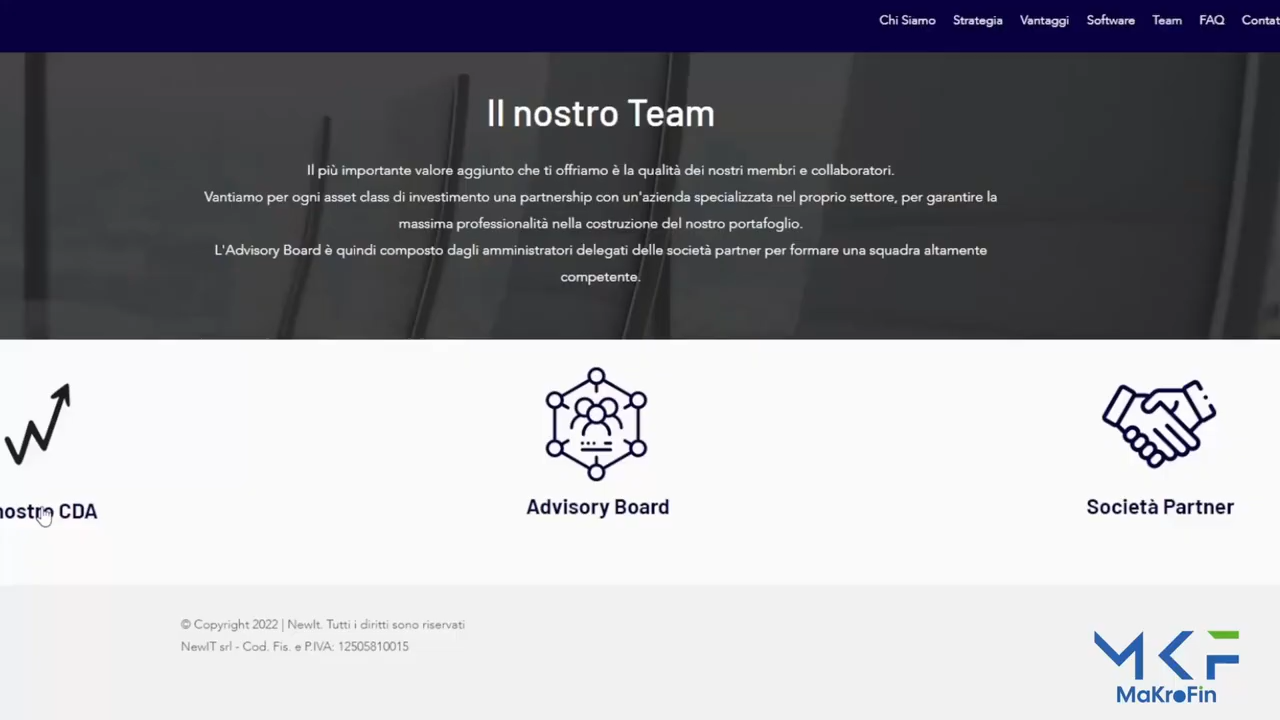 Chi Siamo Strategia Vantaggi Software Team FAQ Contat
Il nostro Team
Il più importante valore aggiunto che ti offriamo è la qualità dei nostri membri e collaboratori.
Vantiamo per ogni asset class di investimento una partnership con un'azienda specializzata nel proprio settore, per garantire la
massima professionalità nella costruzione del nostro portafoglio.
L'Advisory Board è quindi composto dagli amministratori delegati delle società partner per formare una squadra altamente
competente.
nostro CDA
Advisory Board
Società Partner
© Copyright 2022 | NewIt. Tutti i diritti sono riservati
NewIT srl - Cod. Fis. e P.IVA: 12505810015
MKF
MaKroFin